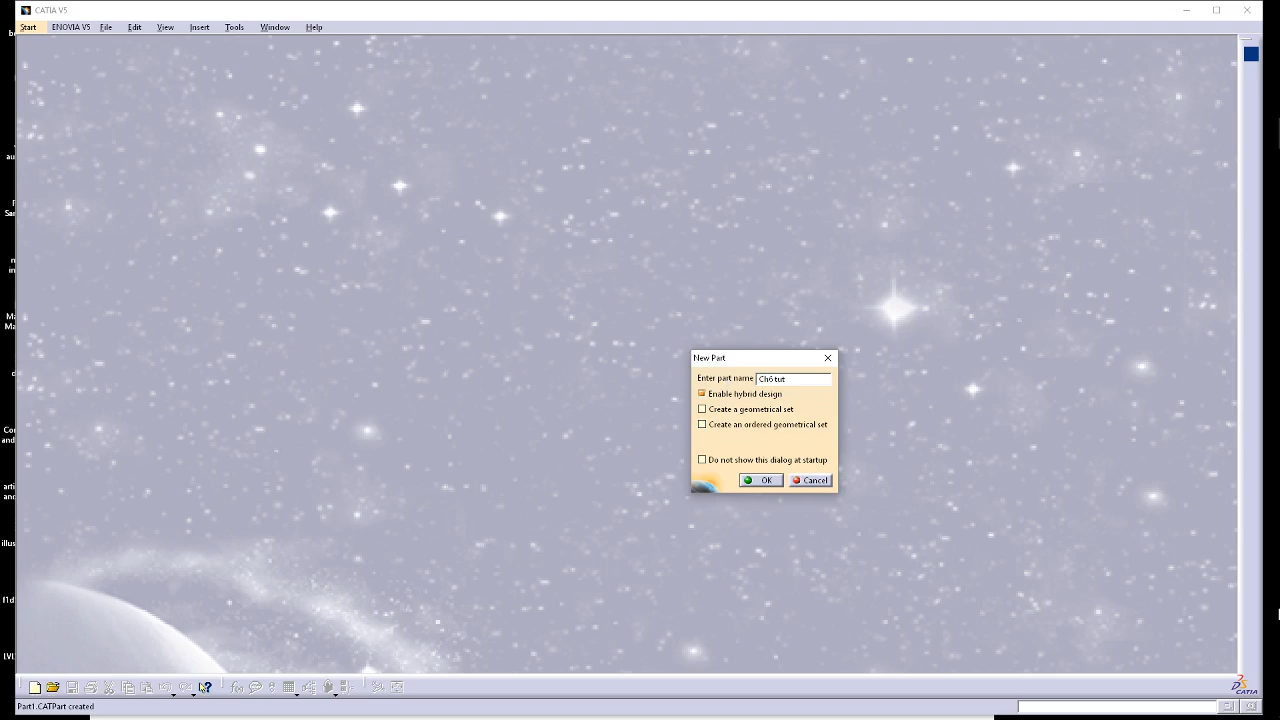 CATIA V5
Start ENOVIA V5 File Edit View Insert Tools Window Help
New Part
Enter part name Ch6 tut
Enable hybrid design
Create a geometrical set
Create an ordered geometrical set
Do not show this dialog at startup
OK Cancel
CATIA
Part1.CATPart created